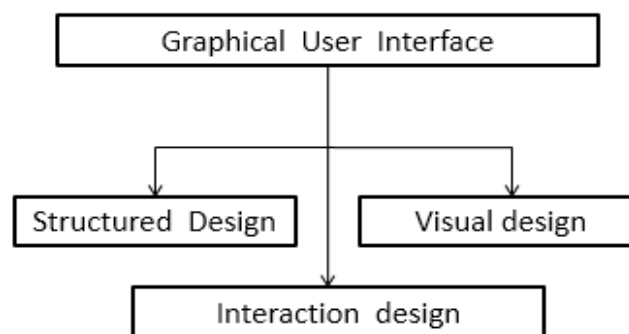 Graphical User Interface
Structured Design
Visual design
Interaction design